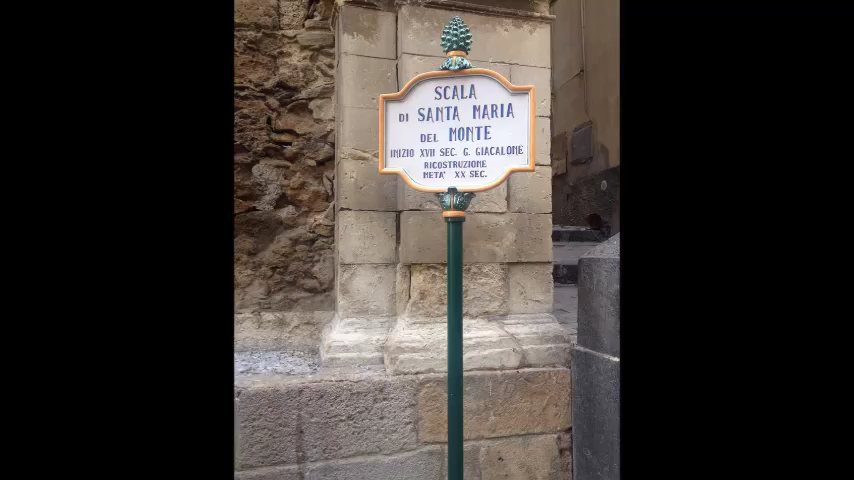 SCALA
DI SANTA MARIA
DEL MONTE
INIZIO XVII SEC. G. GIACALONE
RICOSTRUZIONE
META' XX SEC.